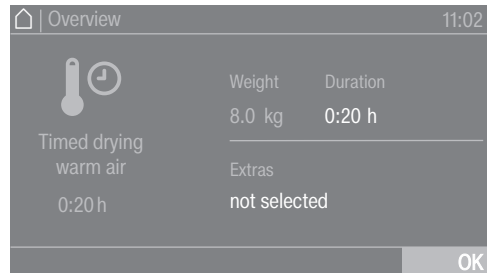 | Overview
11:02
Timed drying
warm air
0:20 h
Weight
Duration
8.0 kg
0:20 h
Extras
not selected
OK